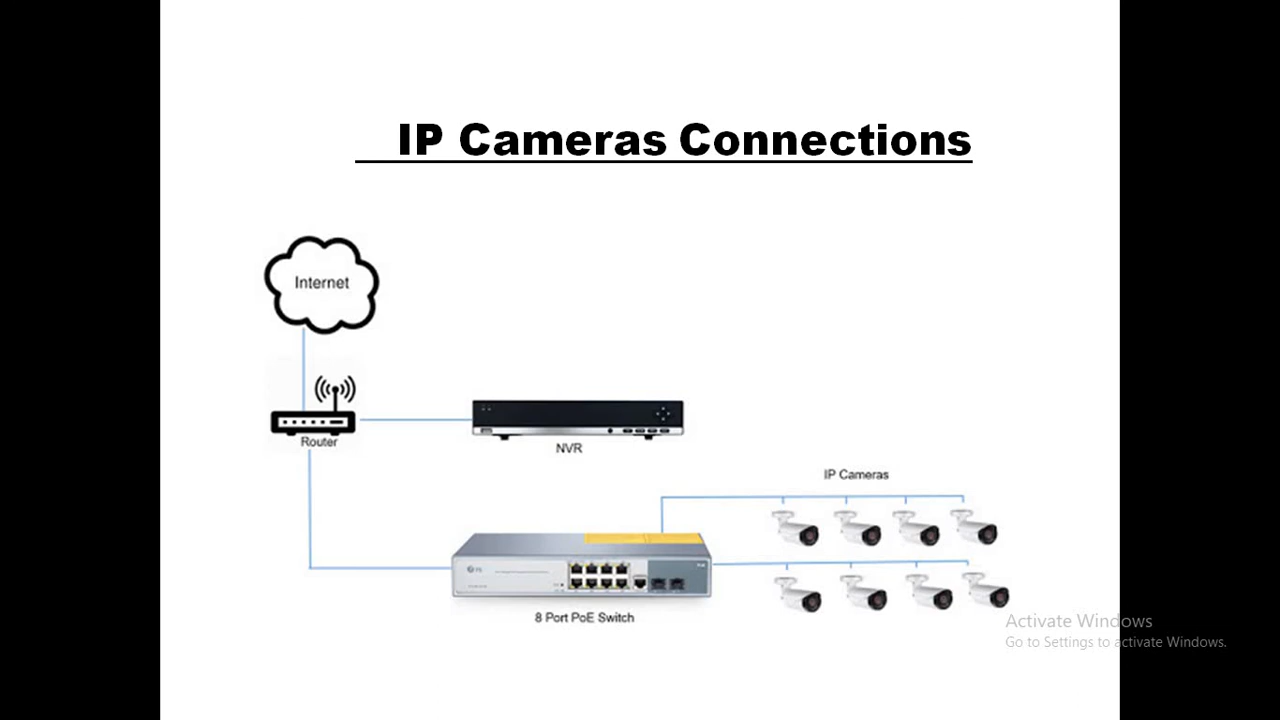 IP Cameras Connections
Internet
Router
NVR
IP Cameras
8 Port PoE Switch
Activate Windows
Go to Settings to activate Windows.